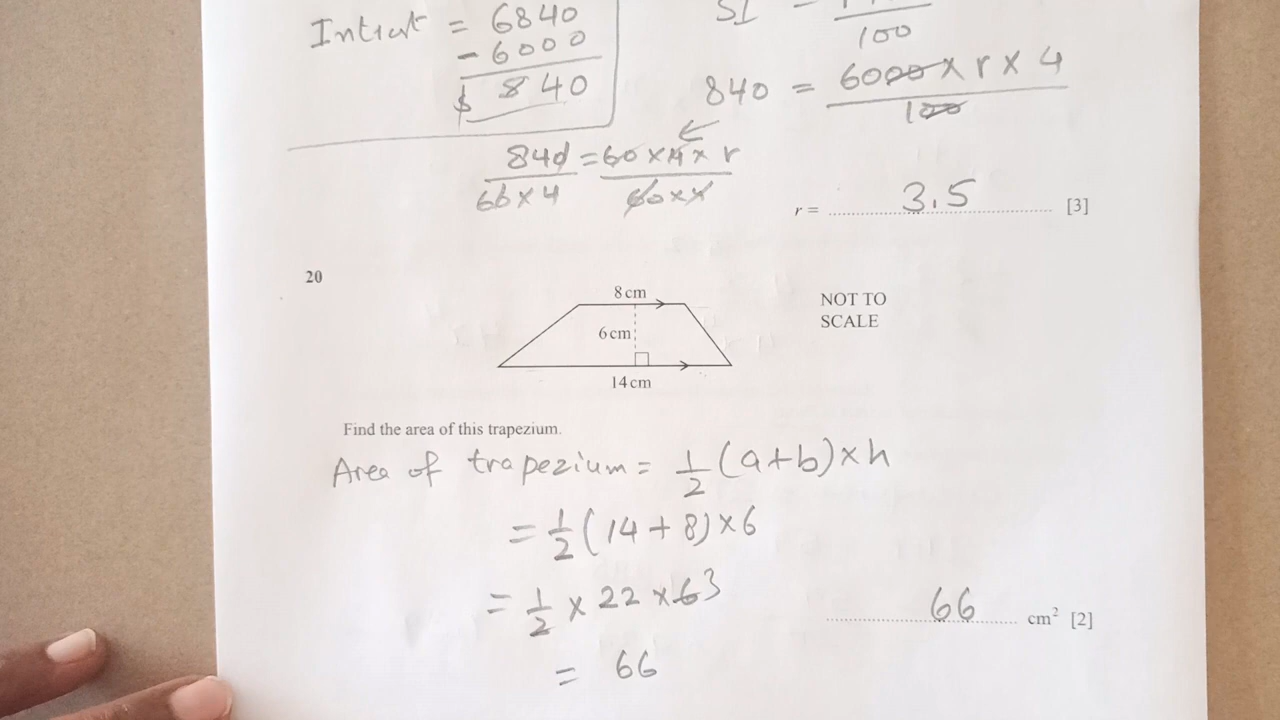 Intrest = 6840
- 6000
$ 840
SI =
100
840 = 6000 x r x 4
100
840 = 60 x 4 x r
60 x 4 60 x 4
r = 3.5 [3]
20
8 cm
6 cm
14 cm
NOT TO
SCALE
Find the area of this trapezium.
Area of trapezium = 1/2 (a+b) x h
= 1/2 (14 + 8) x 6
= 1/2 x 22 x 6 3
= 66
66 cm² [2]